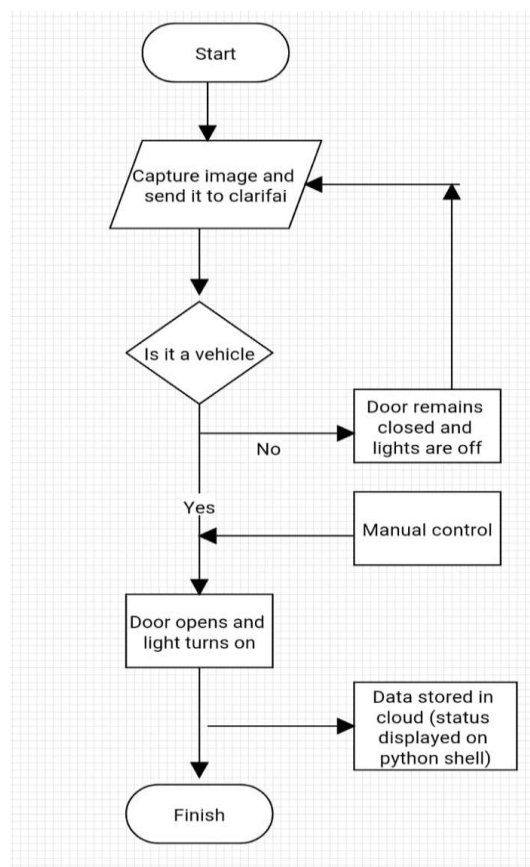 Start
Capture image and
send it to clarifai
Is it a vehicle
Door remains
closed and
lights are off
No
Yes
Manual control
Door opens and
light turns on
Data stored in
cloud (status
displayed on
python shell)
Finish